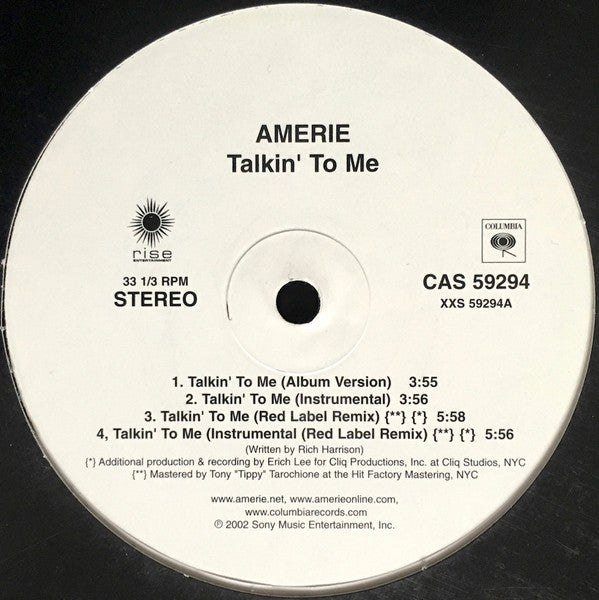 AMERIE
Talkin' To Me
rise
ENTERTAINMENT
COLUMBIA
33 1/3 RPM
STEREO
CAS 59294
XXS 59294A
1. Talkin' To Me (Album Version) 3:55
2. Talkin' To Me (Instrumental) 3:56
3. Talkin' To Me (Red Label Remix) {**} {*} 5:58
4, Talkin' To Me (Instrumental (Red Label Remix) {**} {*} 5:56
(Written by Rich Harrison)
{*} Additional production & recording by Erich Lee for Cliq Productions, Inc. at Cliq Studios, NYC
{**} Mastered by Tony "Tippy" Tarochione at the Hit Factory Mastering, NYC
www.amerie.net, www.amerieonline.com,
www.columbiarecords.com
℗ 2002 Sony Music Entertainment, Inc.